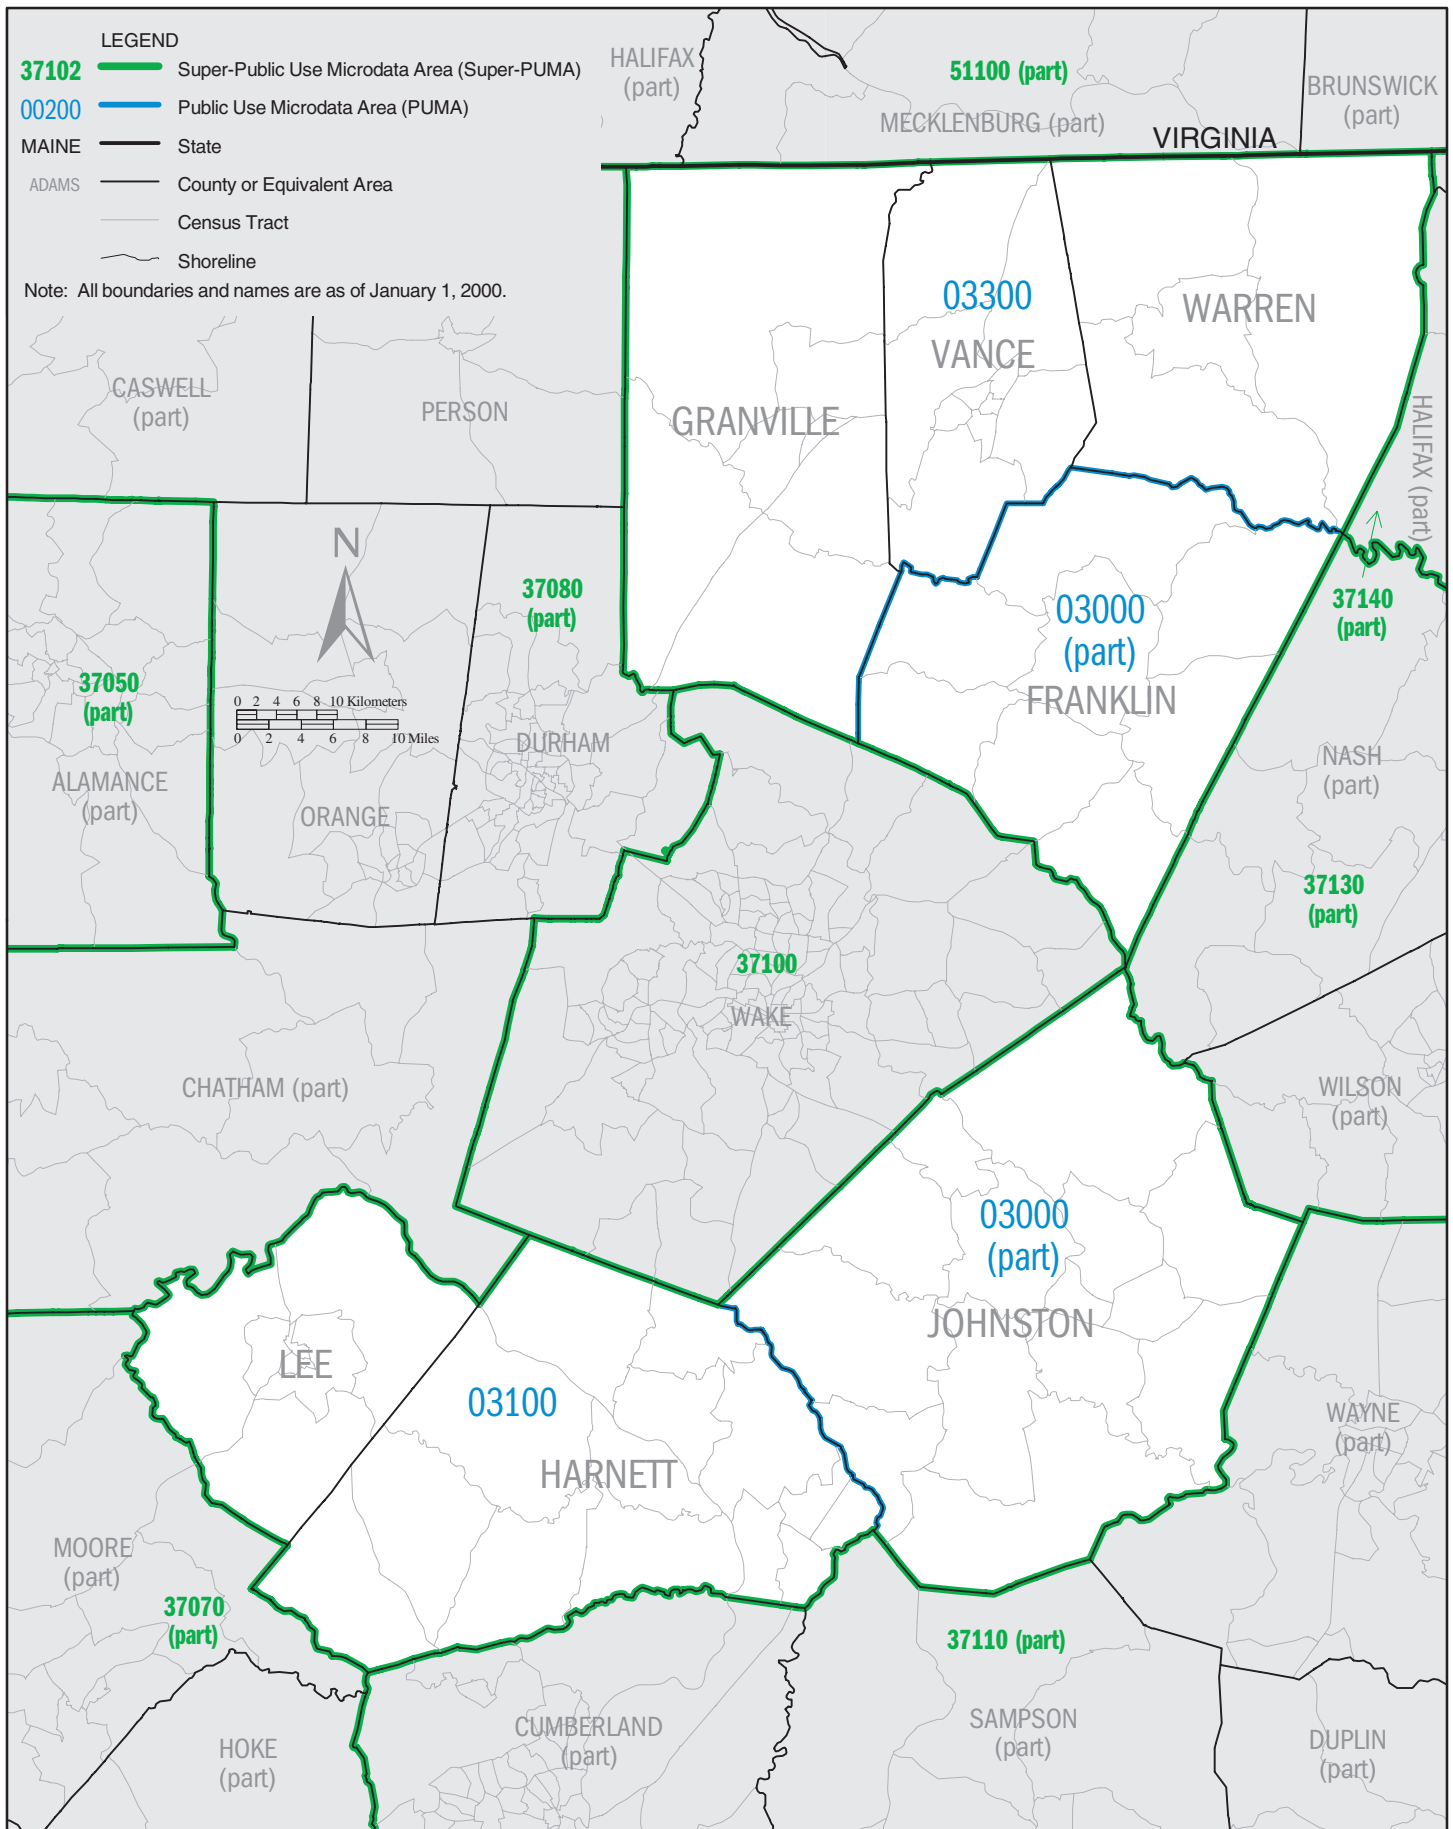 LEGEND
37102 Super-Public Use Microdata Area (Super-PUMA)
00200 Public Use Microdata Area (PUMA)
MAINE State
ADAMS County or Equivalent Area
Census Tract
Shoreline
Note: All boundaries and names are as of January 1, 2000.
HALIFAX
(part)
51100 (part)
MECKLENBURG (part)
BRUNSWICK
(part)
VIRGINIA
03300
VANCE
WARREN
GRANVILLE
CASWELL
(part)
PERSON
HALIFAX (part)
N
37080
(part)
03000
(part)
FRANKLIN
37140
(part)
37050
(part)
0 2 4 6 8 10 Kilometers
0 2 4 6 8 10 Miles
DURHAM
NASH
(part)
ALAMANCE
(part)
ORANGE
37130
(part)
37100
WAKE
CHATHAM (part)
WILSON
(part)
03000
(part)
JOHNSTON
LEE
03100
HARNETT
WAYNE
(part)
MOORE
(part)
37070
(part)
37110 (part)
SAMPSON
(part)
CUMBERLAND
(part)
HOKE
(part)
DUPLIN
(part)